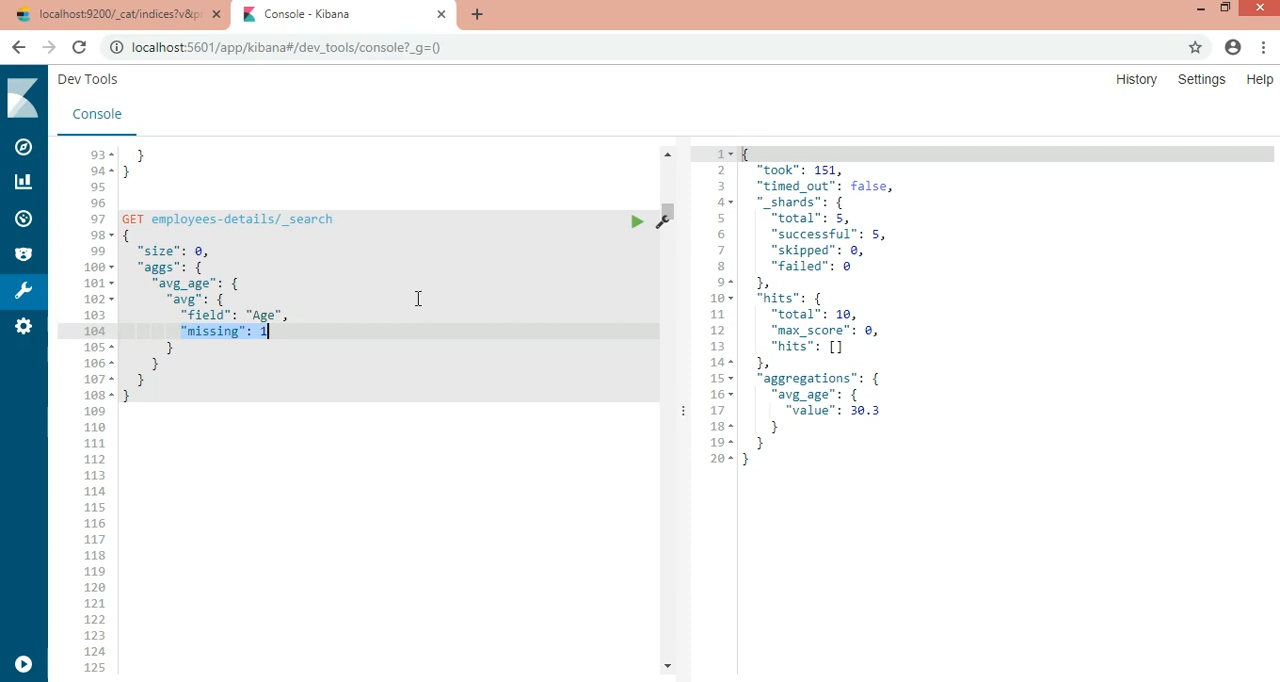 localhost:9200/_cat/indices?v&p
Console - Kibana
localhost:5601/app/kibana#/dev_tools/console?_g=()
Dev Tools
History Settings Help
Console
93 }
94 }
95
96
97 GET employees-details/_search
98 {
99 "size": 0,
100 "aggs": {
101 "avg_age": {
102 "avg": {
103 "field": "Age",
104 "missing": 1
105 }
106 }
107 }
108 }
109
110
111
112
113
114
115
116
117
118
119
120
121
122
123
124
125
1 {
2 "took": 151,
3 "timed_out": false,
4 "_shards": {
5 "total": 5,
6 "successful": 5,
7 "skipped": 0,
8 "failed": 0
9 },
10 "hits": {
11 "total": 10,
12 "max_score": 0,
13 "hits": []
14 },
15 "aggregations": {
16 "avg_age": {
17 "value": 30.3
18 }
19 }
20 }